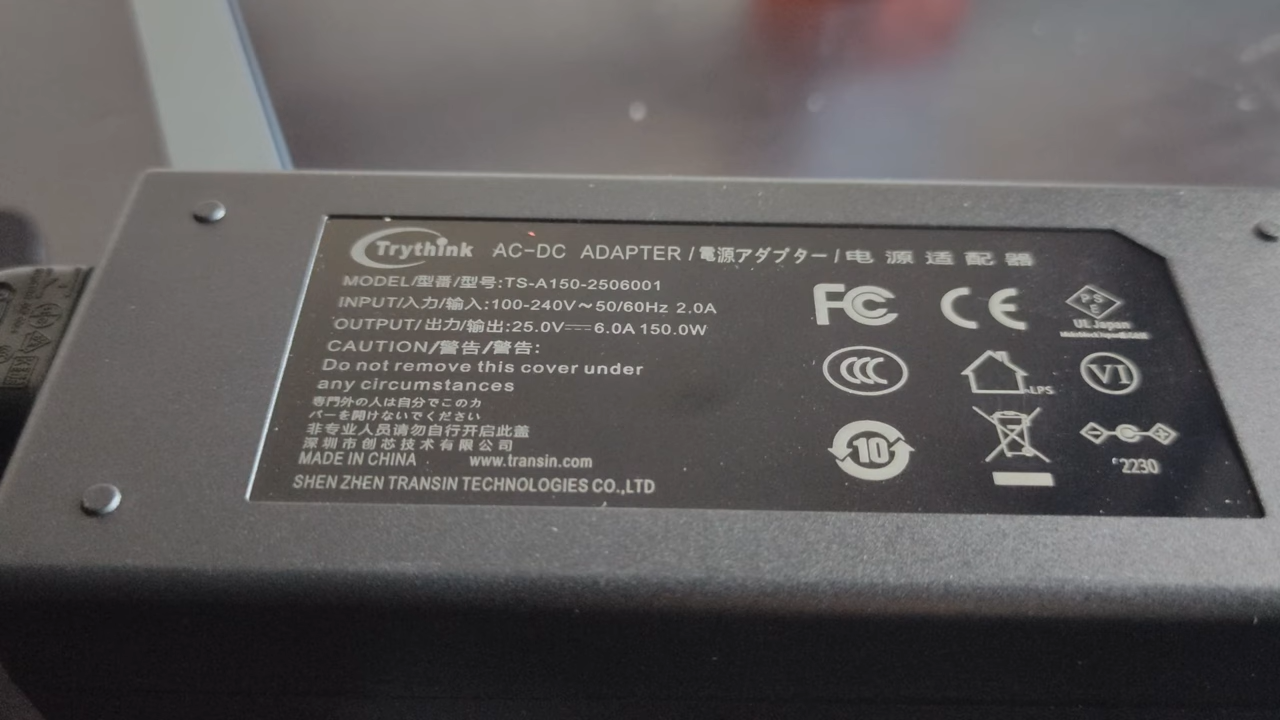 Trythink AC-DC ADAPTER/電源アダプター/电源适配器
MODEL/型番/型号:TS-A150-2506001
INPUT/入力/输入:100-240V~50/60Hz 2.0A
OUTPUT/出力/输出:25.0V⎓6.0A 150.0W
CAUTION/警告/警告:
Do not remove this cover under
any circumstances
専門外の人は自分でこのカ
バーを開けないでください
非专业人员请勿自行开启此盖
深圳市创芯技术有限公司
MADE IN CHINA www.transin.com
SHEN ZHEN TRANSIN TECHNOLOGIES CO.,LTD
FC CE
PS
E
UE Japan
CCC
LPS
VI
10
2230